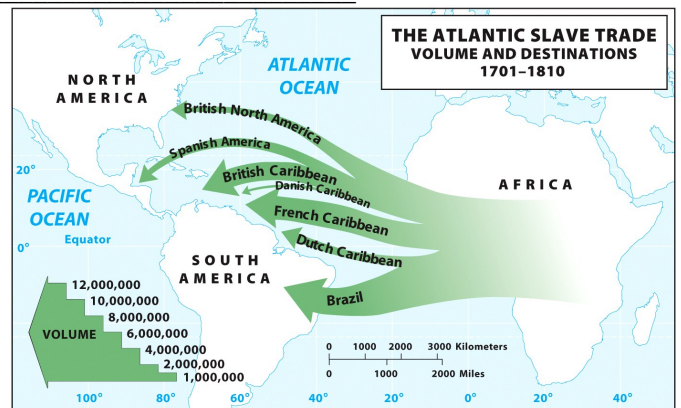 THE ATLANTIC SLAVE TRADE
VOLUME AND DESTINATIONS
1701–1810
ATLANTIC
OCEAN
NORTH
AMERICA
British North America
Spanish America
British Caribbean
Danish Caribbean
French Caribbean
Dutch Caribbean
Brazil
AFRICA
20°
PACIFIC
OCEAN
Equator
0°
SOUTH
AMERICA
VOLUME
12,000,000
10,000,000
8,000,000
6,000,000
4,000,000
2,000,000
1,000,000
0 1000 2000 3000 Kilometers
0 1000 2000 Miles
100° 80° 60° 40° 20° 0° 20° 40°